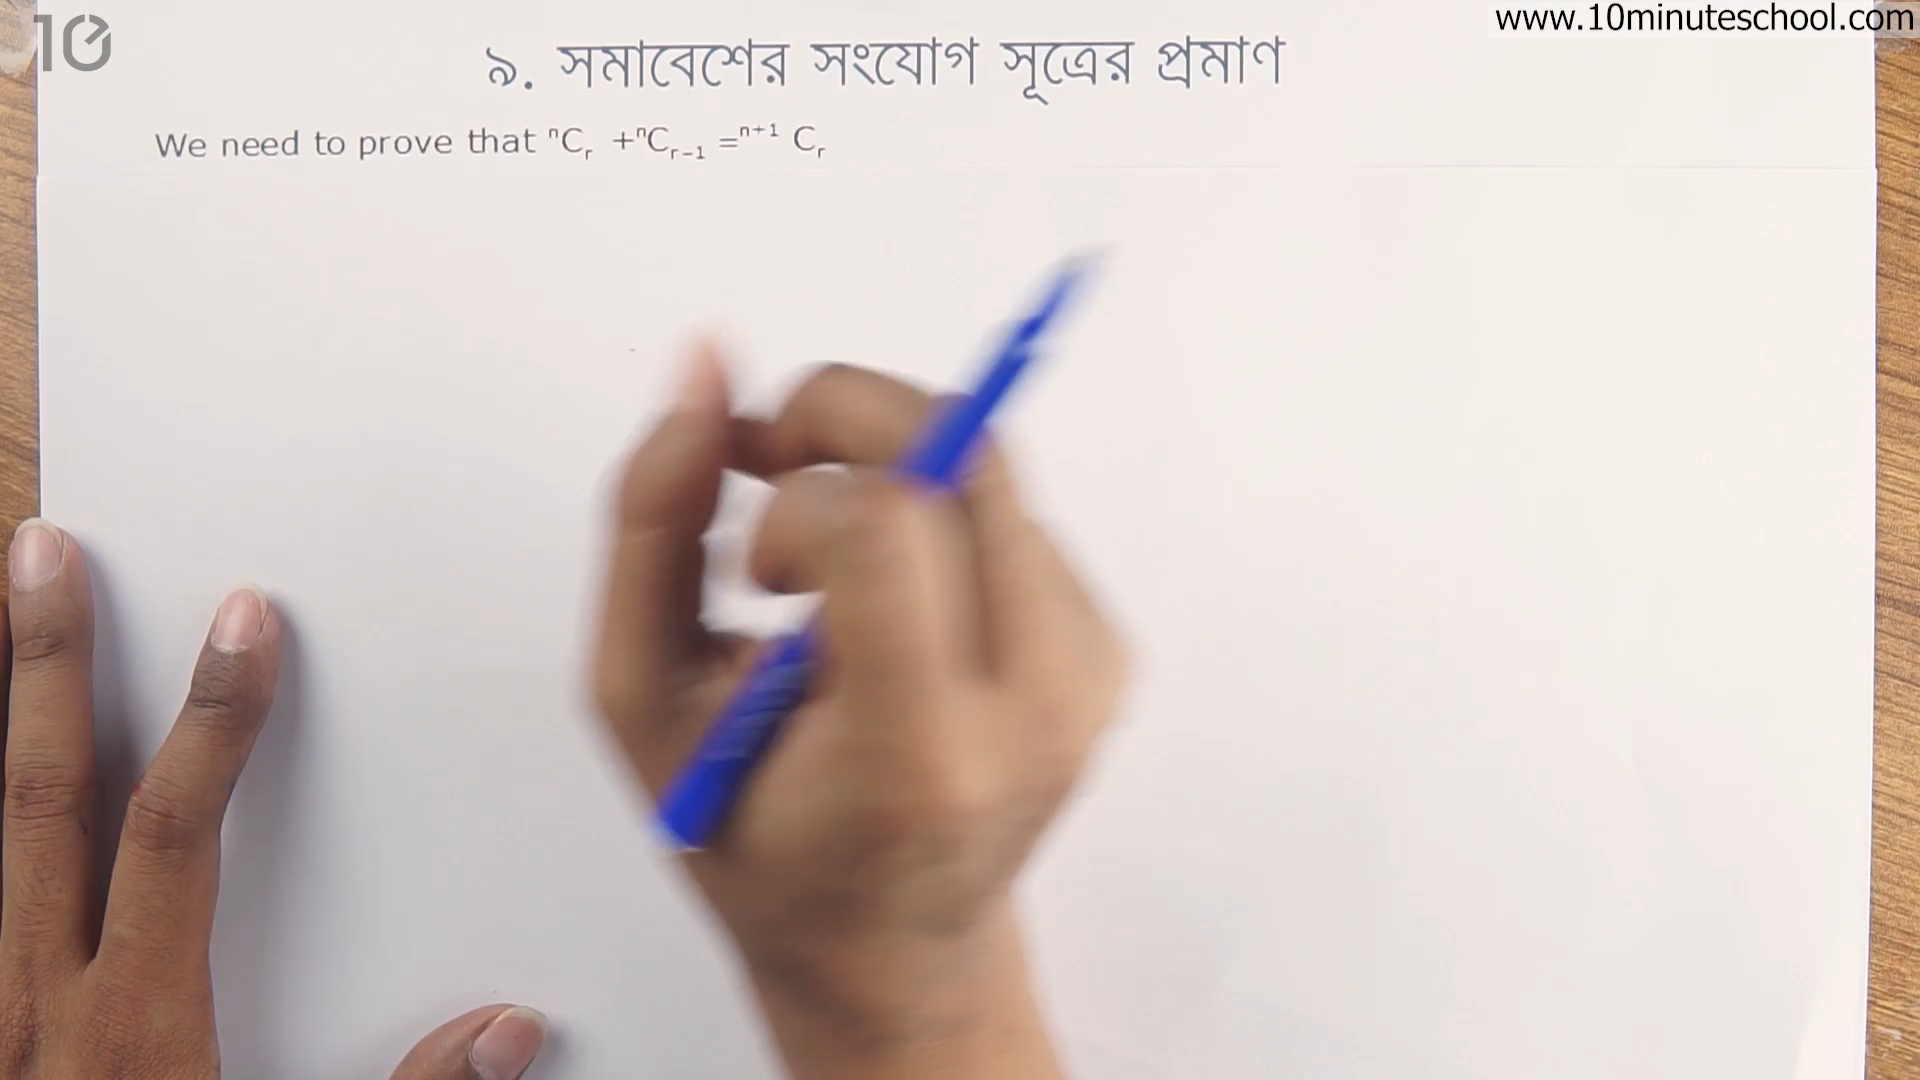 10
www.10minuteschool.com
৯. সমাবেশের সংযোগ সূত্রের প্রমাণ
We need to prove that ⁿCᵣ +ⁿCᵣ₋₁ =ⁿ⁺¹ Cᵣ